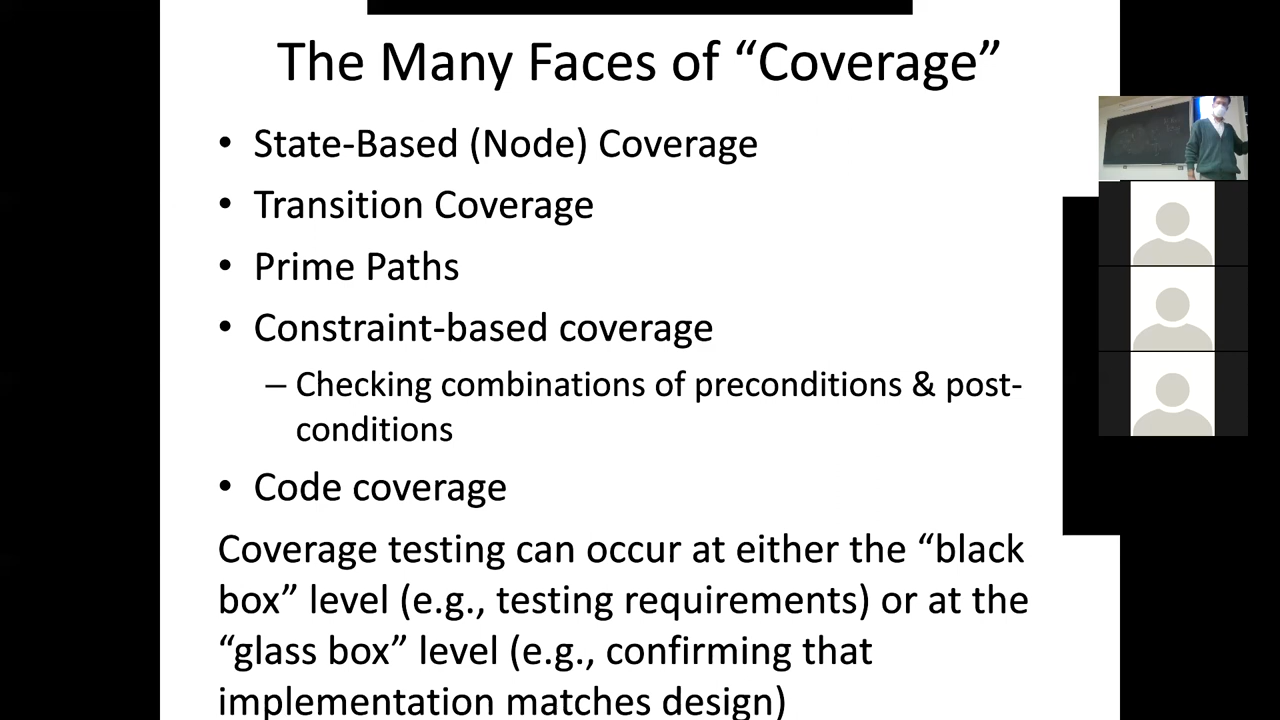 The Many Faces of “Coverage”
• State-Based (Node) Coverage
• Transition Coverage
• Prime Paths
• Constraint-based coverage
– Checking combinations of preconditions & post-
conditions
• Code coverage
Coverage testing can occur at either the “black
box” level (e.g., testing requirements) or at the
“glass box” level (e.g., confirming that
implementation matches design)